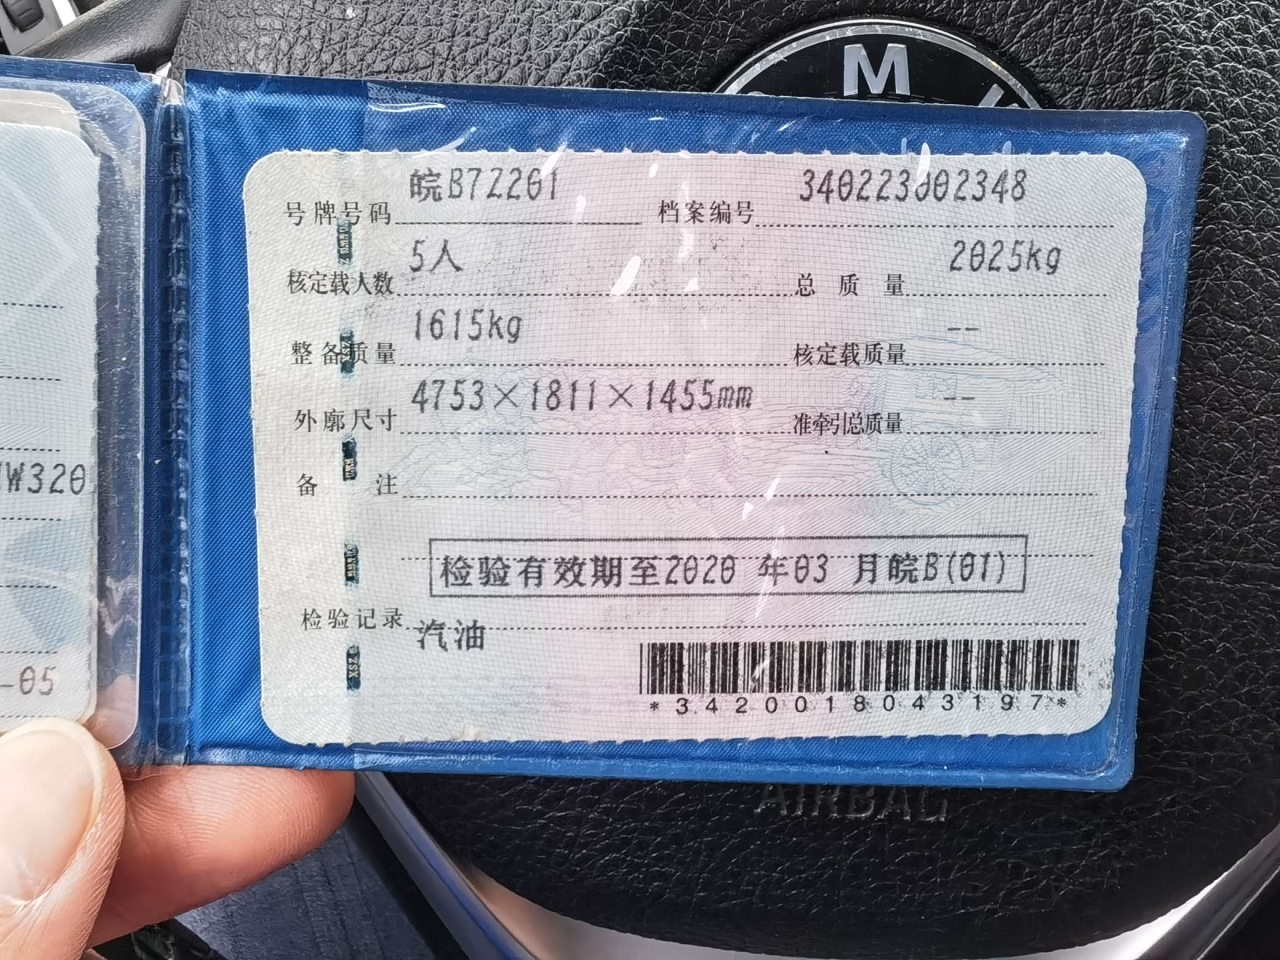 M
号牌号码 皖B7Z201 档案编号 340223002348
核定载人数 5人 总质量 2025kg
整备质量 1615kg 核定载质量 --
外廓尺寸 4753×1811×1455mm 准牵引总质量 --
备注
检验有效期至2020 年03 月皖B(01)
检验记录 汽油
*3420018043197*
W320
-05
AIRBAG